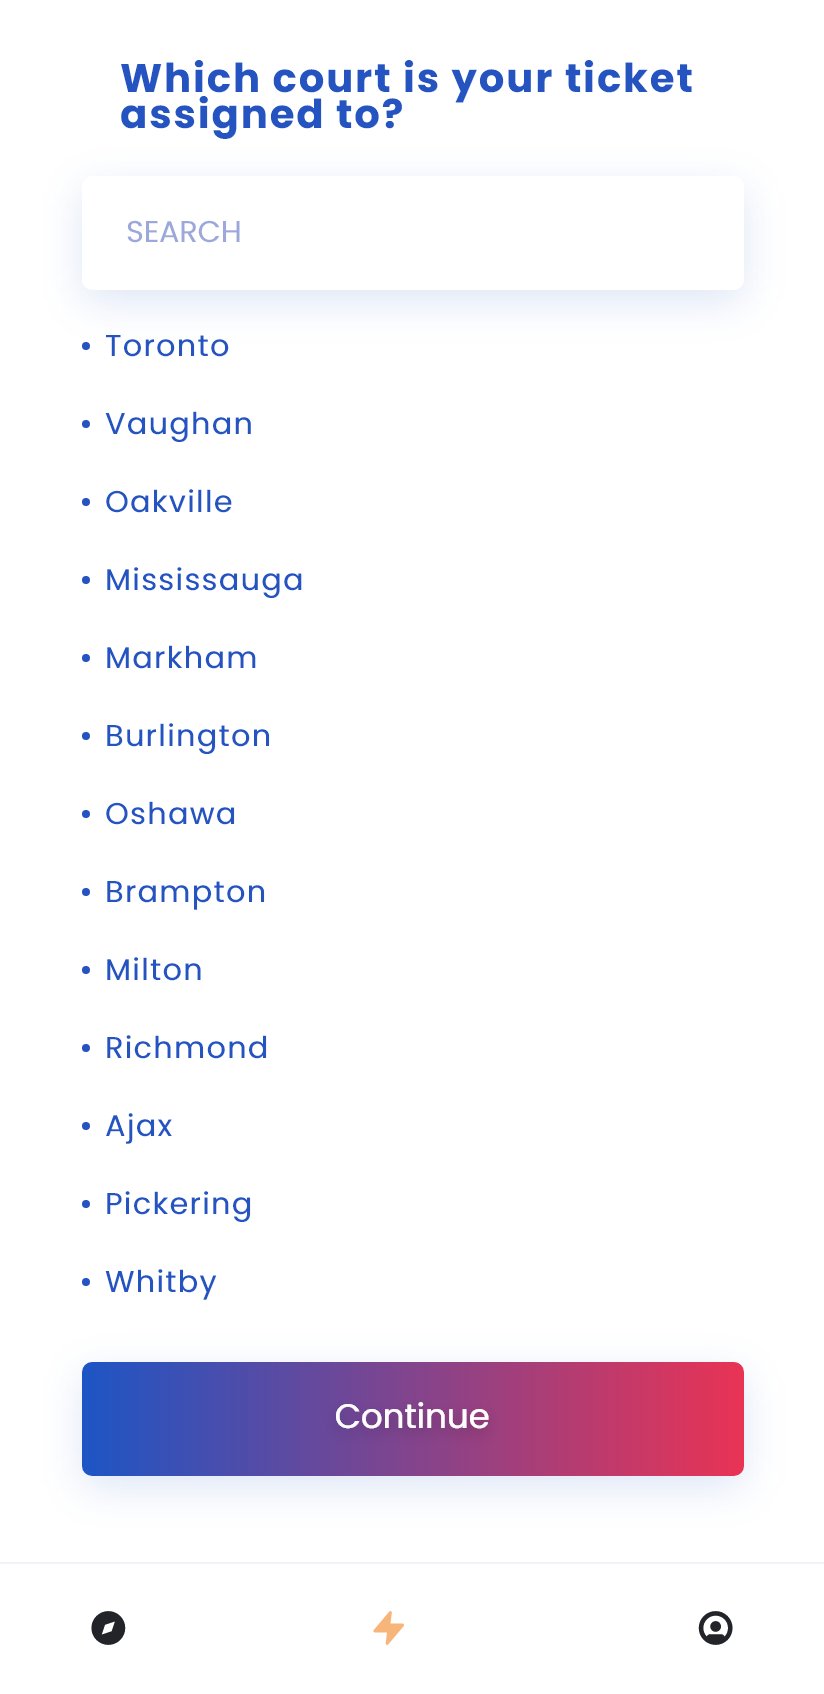 Which court is your ticket
assigned to?
SEARCH
• Toronto
• Vaughan
• Oakville
• Mississauga
• Markham
• Burlington
• Oshawa
• Brampton
• Milton
• Richmond
• Ajax
• Pickering
• Whitby
Continue